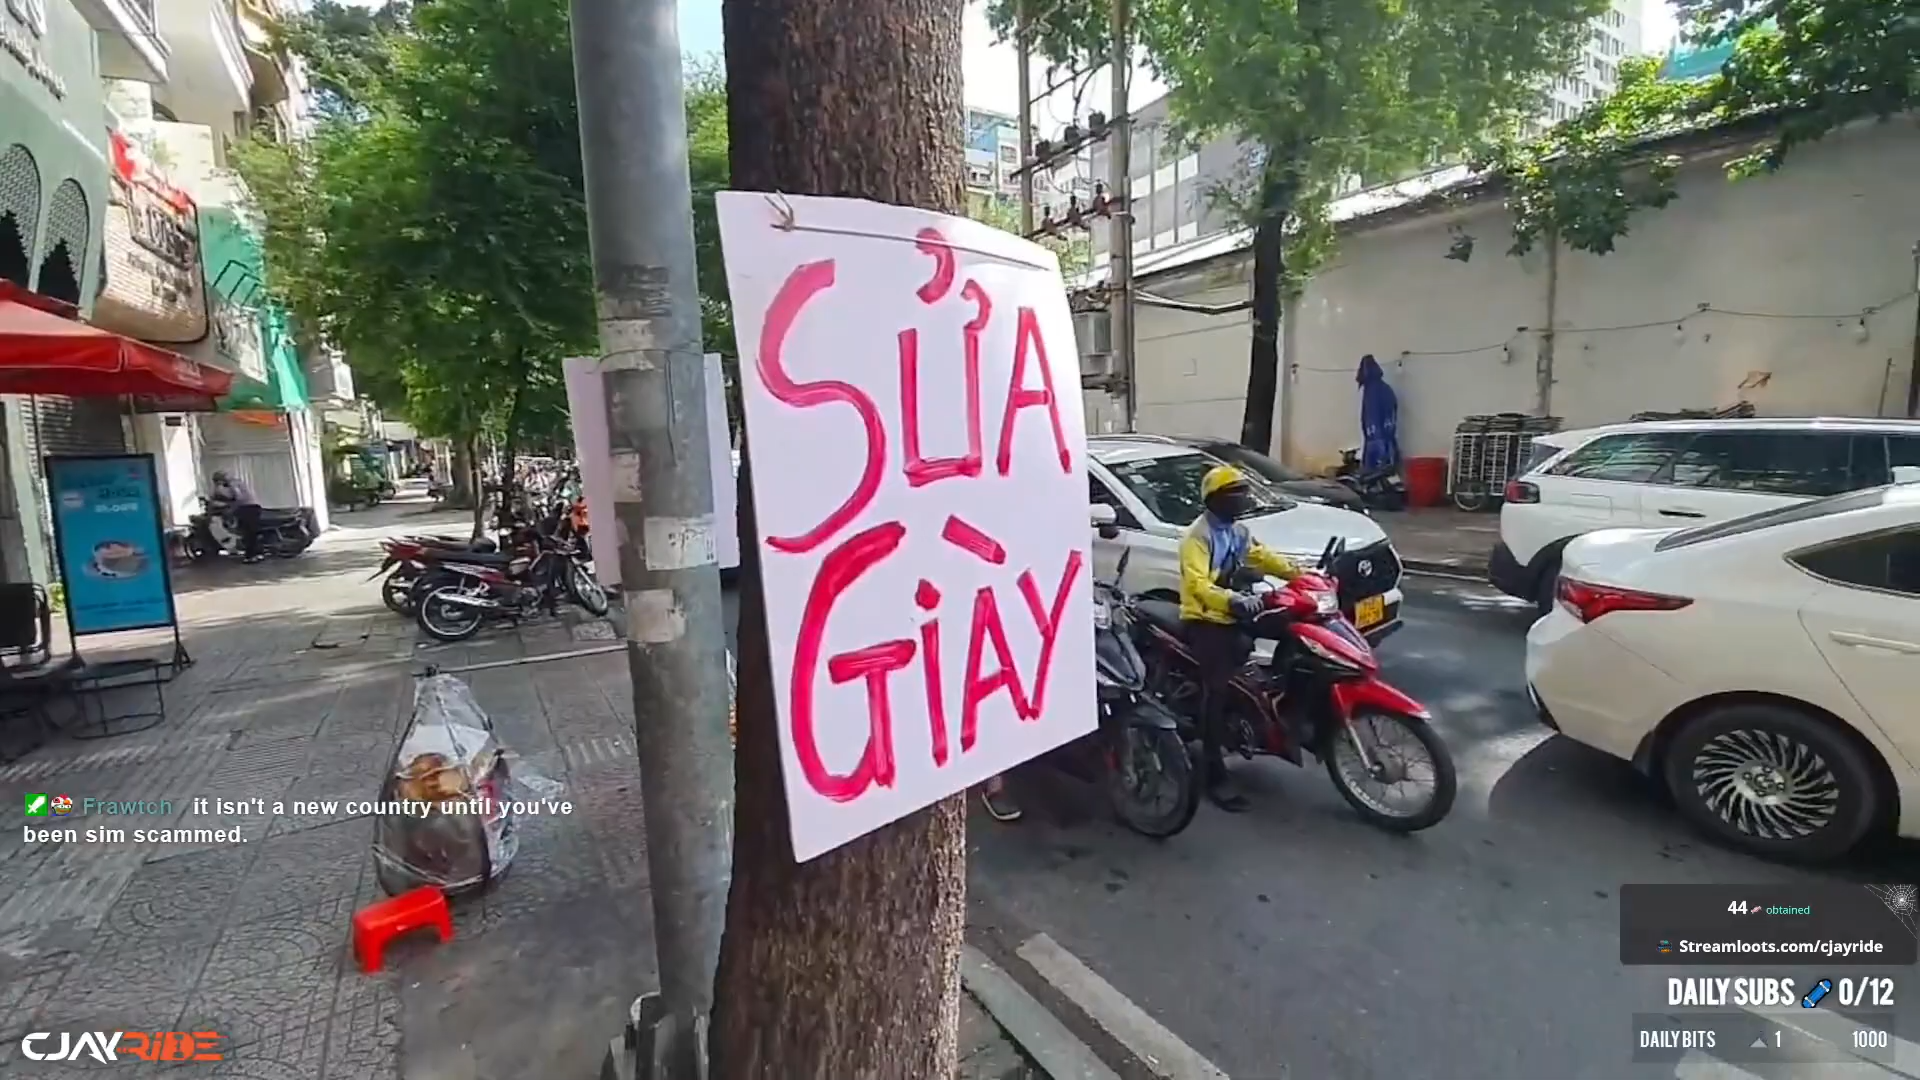 SỬA
GIÀY
Frawtch it isn't a new country until you've
been sim scammed.
44 obtained
Streamloots.com/cjayride
DAILY SUBS 0/12
DAILY BITS 1 1000
CJAYRIDE